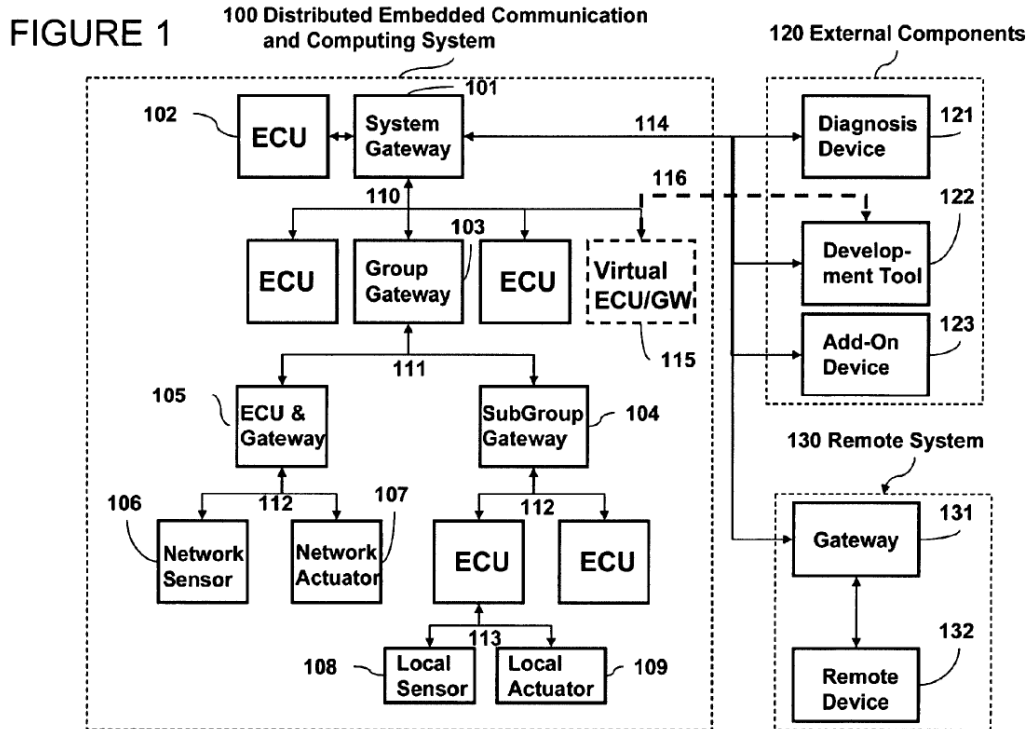 FIGURE 1
100 Distributed Embedded Communication
and Computing System
120 External Components
101
102
ECU
System
Gateway
114
Diagnosis
Device
121
110
116
103
122
ECU
Group
Gateway
ECU
Virtual
ECU/GW
Develop-
ment Tool
115
123
Add-On
Device
111
105
ECU &
Gateway
SubGroup
Gateway
104
130 Remote System
106
112
107
112
131
Gateway
Network
Sensor
Network
Actuator
ECU
ECU
113
108
Local
Sensor
Local
Actuator
109
132
Remote
Device